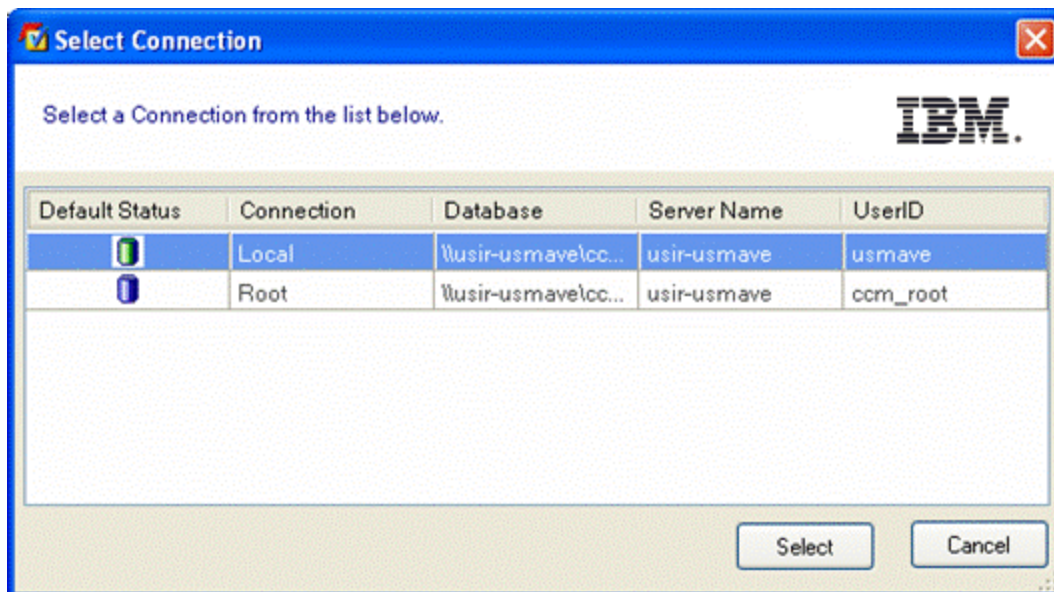 Select Connection
Select a Connection from the list below.
IBM.
Default Status Connection Database Server Name UserID
Local \\usir-usmave\cc... usir-usmave usmave
Root \\usir-usmave\cc... usir-usmave ccm_root
Select Cancel